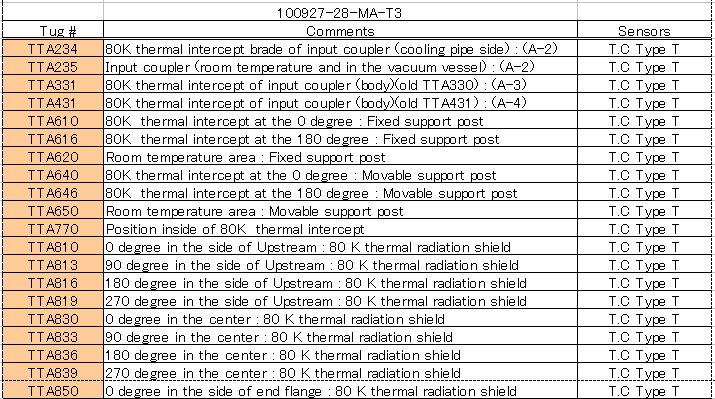 100927-28-MA-T3
Tug # Comments Sensors
TTA234 80K thermal intercept brade of input coupler (cooling pipe side) : (A-2) T.C Type T
TTA235 Input coupler (room temperature and in the vacuum vessel) : (A-2) T.C Type T
TTA331 80K thermal intercept of input coupler (body)(old TTA330) : (A-3) T.C Type T
TTA431 80K thermal intercept of input coupler (body)(old TTA431) : (A-4) T.C Type T
TTA610 80K thermal intercept at the 0 degree : Fixed support post T.C Type T
TTA616 80K thermal intercept at the 180 degree : Fixed support post T.C Type T
TTA620 Room temperature area : Fixed support post T.C Type T
TTA640 80K thermal intercept at the 0 degree : Movable support post T.C Type T
TTA646 80K thermal intercept at the 180 degree : Movable support post T.C Type T
TTA650 Room temperature area : Movable support post T.C Type T
TTA770 Position inside of 80K thermal intercept T.C Type T
TTA810 0 degree in the side of Upstream : 80 K thermal radiation shield T.C Type T
TTA813 90 degree in the side of Upstream : 80 K thermal radiation shield T.C Type T
TTA816 180 degree in the side of Upstream : 80 K thermal radiation shield T.C Type T
TTA819 270 degree in the side of Upstream : 80 K thermal radiation shield T.C Type T
TTA830 0 degree in the center : 80 K thermal radiation shield T.C Type T
TTA833 90 degree in the center : 80 K thermal radiation shield T.C Type T
TTA836 180 degree in the center : 80 K thermal radiation shield T.C Type T
TTA839 270 degree in the center : 80 K thermal radiation shield T.C Type T
TTA850 0 degree in the side of end flange : 80 K thermal radiation shield T.C Type T